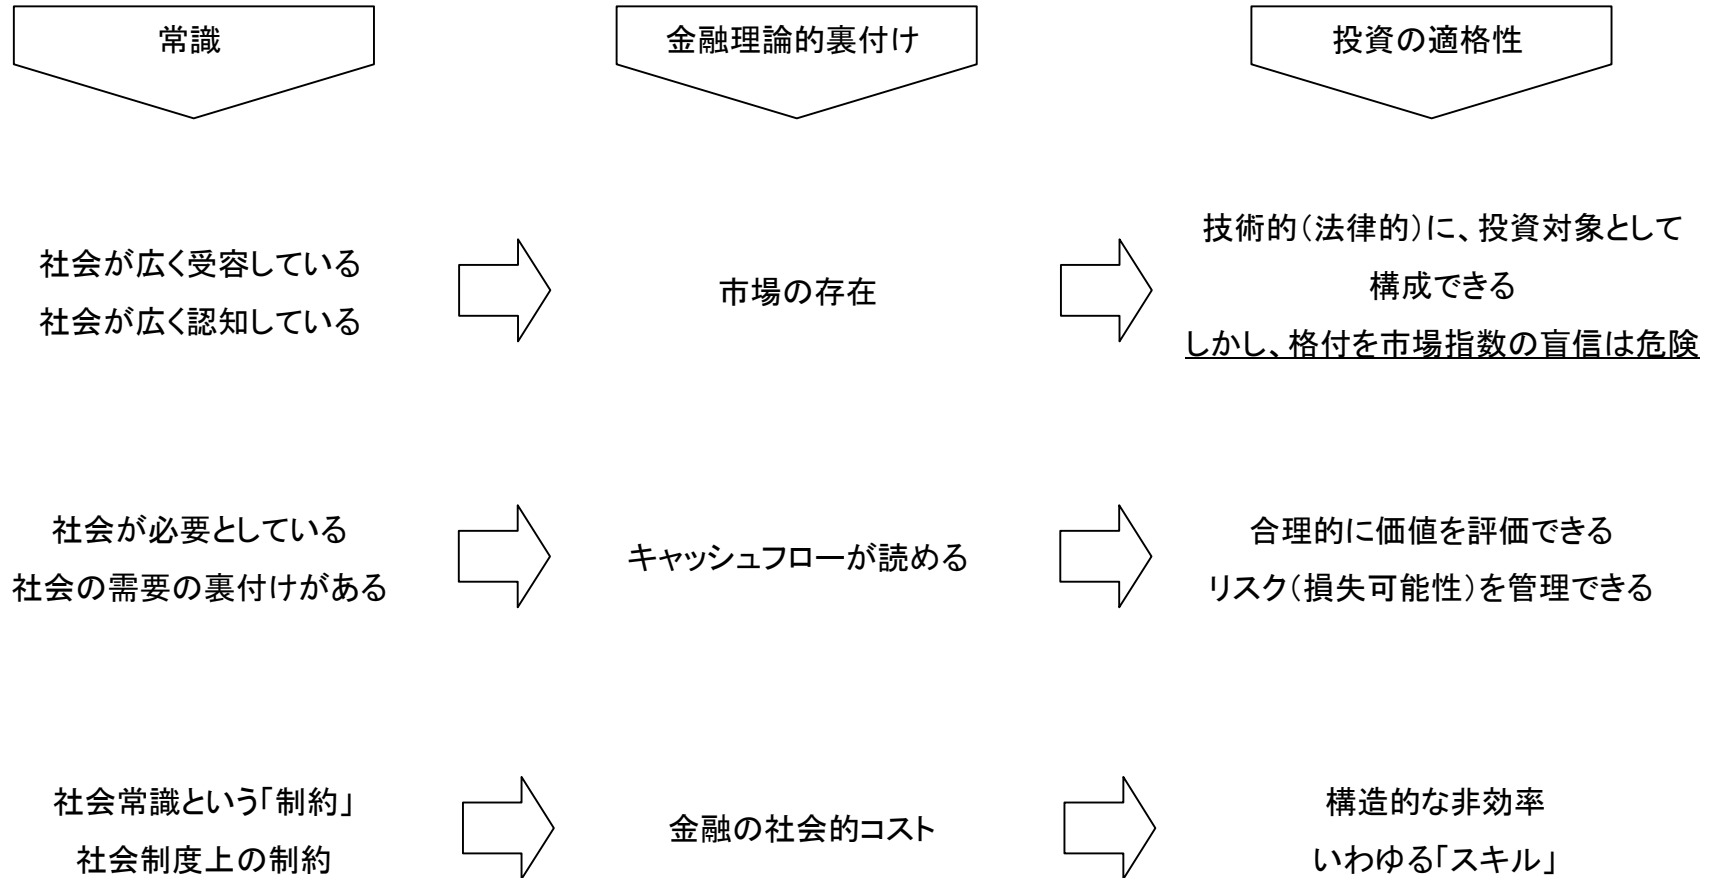 常識
金融理論的裏付け
投資の適格性
社会が広く受容している
社会が広く認知している
市場の存在
技術的（法律的）に、投資対象として
構成できる
しかし、格付を市場指数の盲信は危険
社会が必要としている
社会の需要の裏付けがある
キャッシュフローが読める
合理的に価値を評価できる
リスク（損失可能性）を管理できる
社会常識という「制約」
社会制度上の制約
金融の社会的コスト
構造的な非効率
いわゆる「スキル」